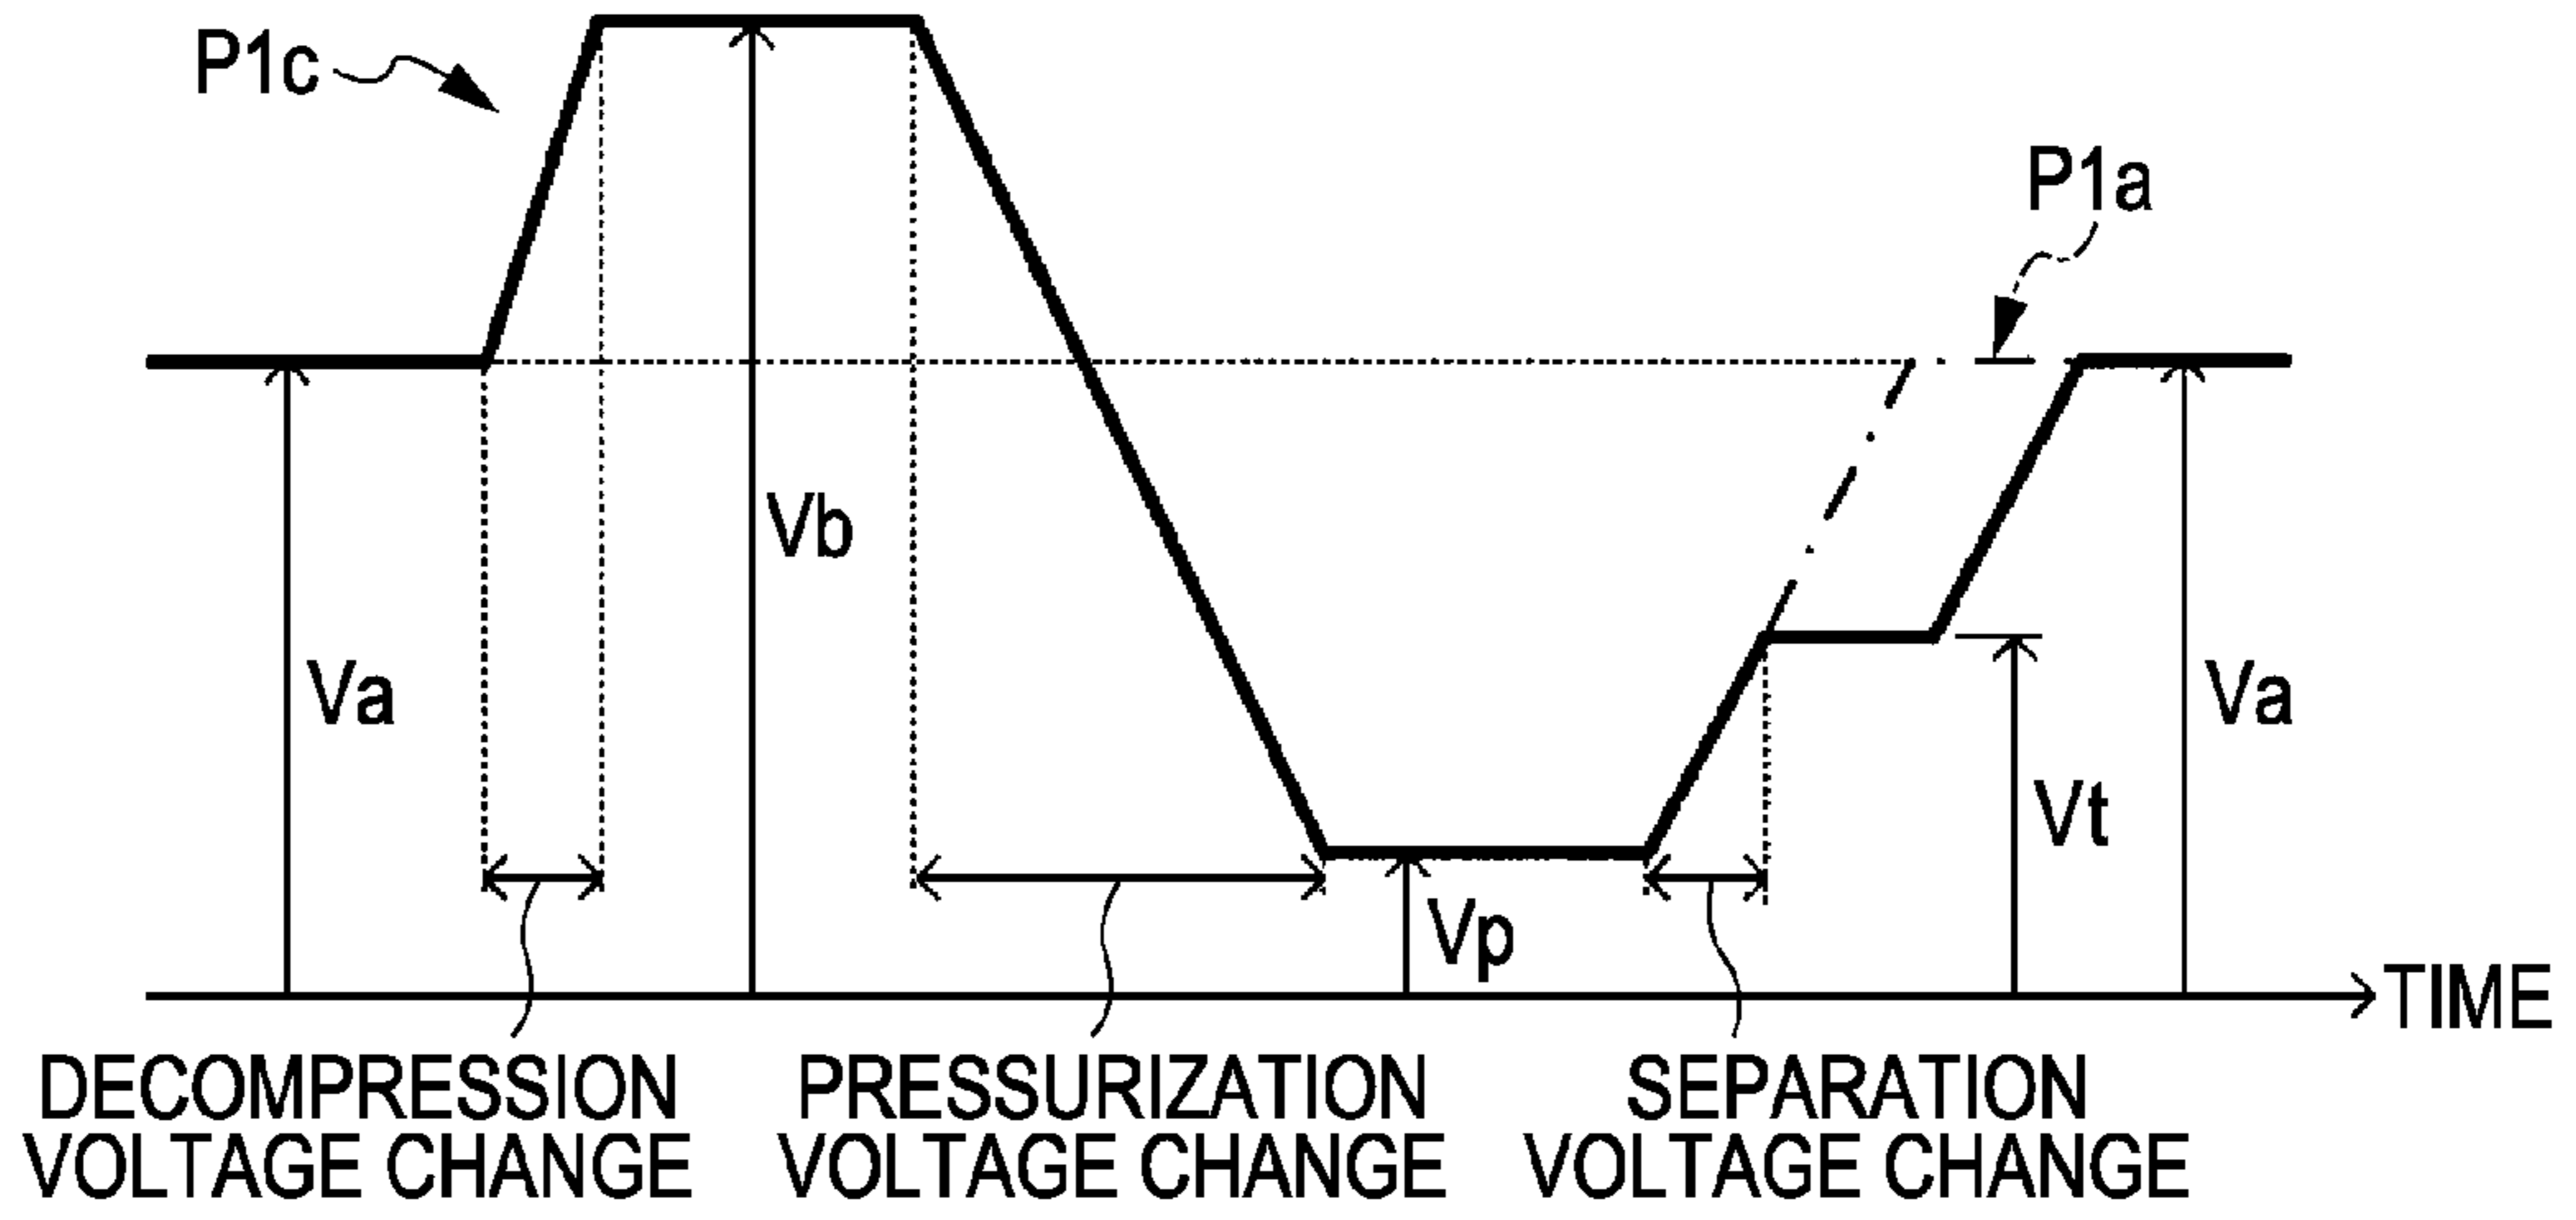 P1c
P1a
Vb
Va
Va
Vt
Vp
TIME
DECOMPRESSION
VOLTAGE CHANGE
PRESSURIZATION
VOLTAGE CHANGE
SEPARATION
VOLTAGE CHANGE